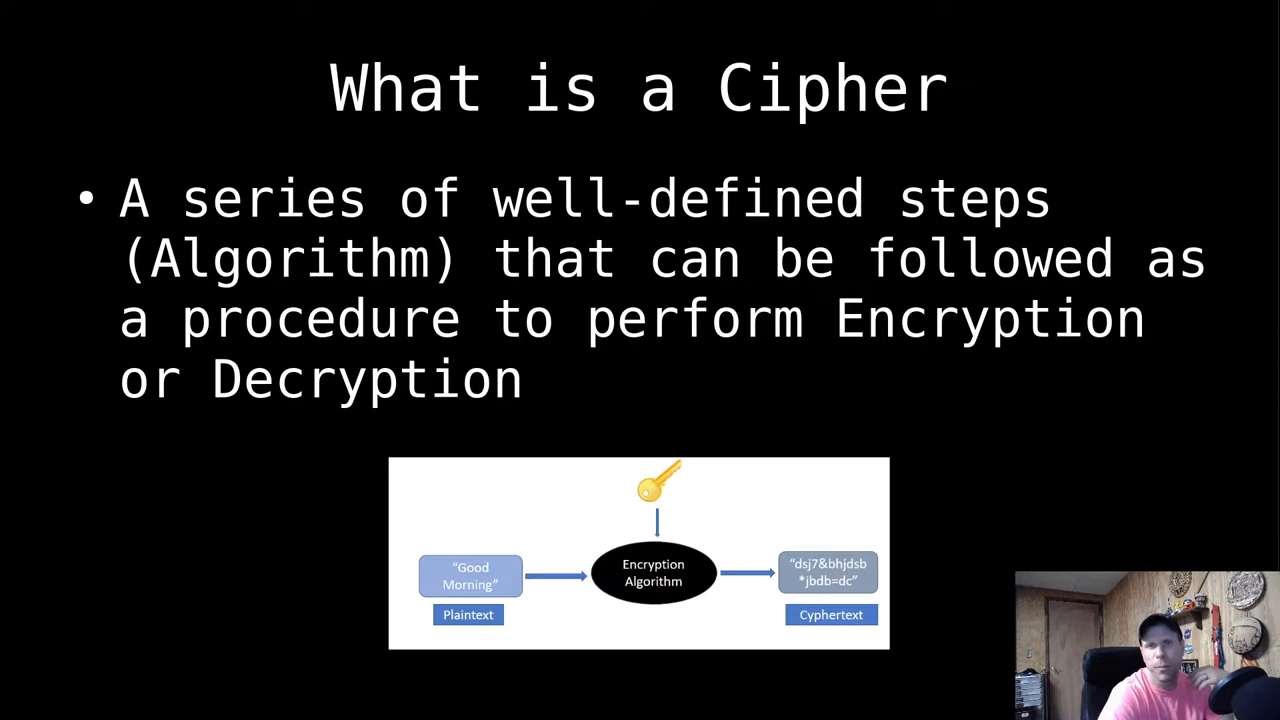 What is a Cipher
• A series of well-defined steps
(Algorithm) that can be followed as
a procedure to perform Encryption
or Decryption
“Good
Morning”
Plaintext
Encryption
Algorithm
“dsj7&bhjdsb
*jbdb=dc”
Cyphertext